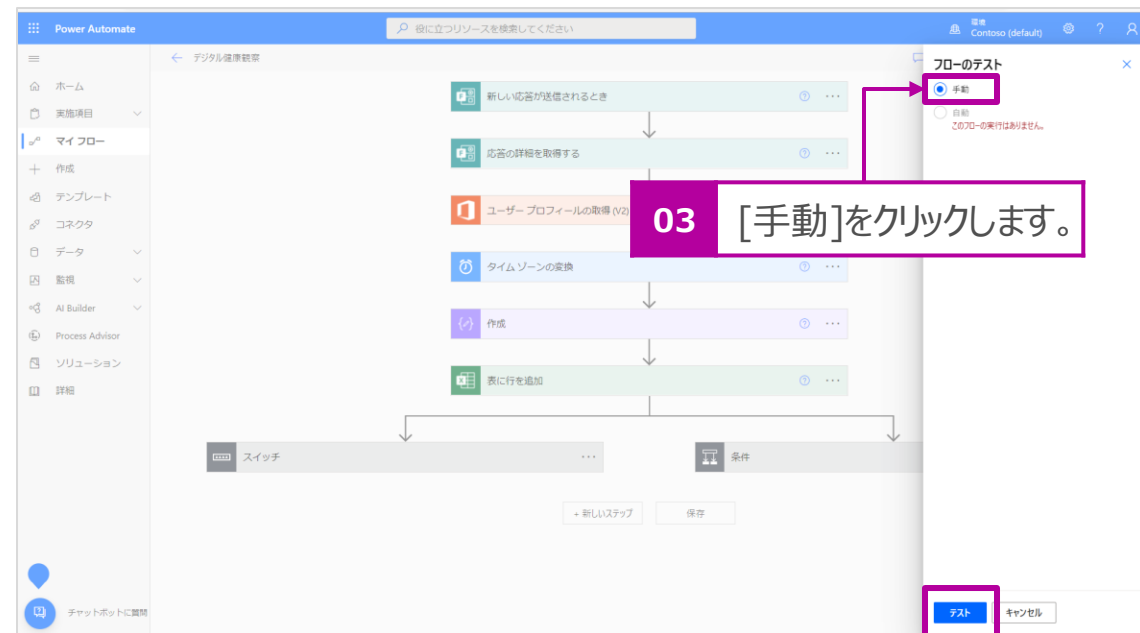 Power Automate
役に立つリソースを検索してください
環境
Contoso (default)
?
デジタル健康観察
ホーム
実施項目
マイ フロー
作成
テンプレート
コネクタ
データ
監視
AI Builder
Process Advisor
ソリューション
詳細
チャットボットに質問
新しい応答が送信されるとき
応答の詳細を取得する
ユーザー プロフィールの取得 (V2)
タイム ゾーンの変換
作成
表に行を追加
スイッチ
条件
+ 新しいステップ
保存
フローのテスト
手動
自動
このフローの実行はありません。
03 [手動]をクリックします。
テスト
キャンセル